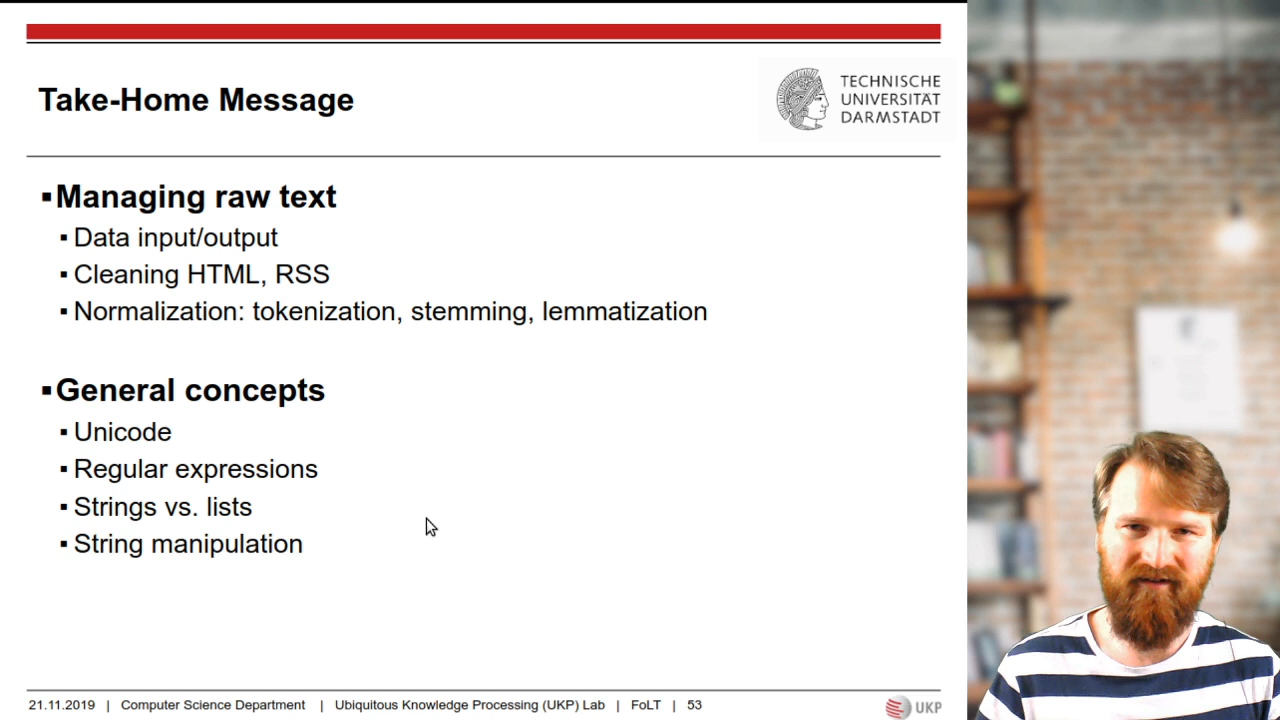 Take-Home Message
TECHNISCHE
UNIVERSITÄT
DARMSTADT
▪Managing raw text
▪ Data input/output
▪ Cleaning HTML, RSS
▪ Normalization: tokenization, stemming, lemmatization
▪General concepts
▪ Unicode
▪ Regular expressions
▪ Strings vs. lists
▪ String manipulation
21.11.2019 | Computer Science Department | Ubiquitous Knowledge Processing (UKP) Lab | FoLT | 53
UKP